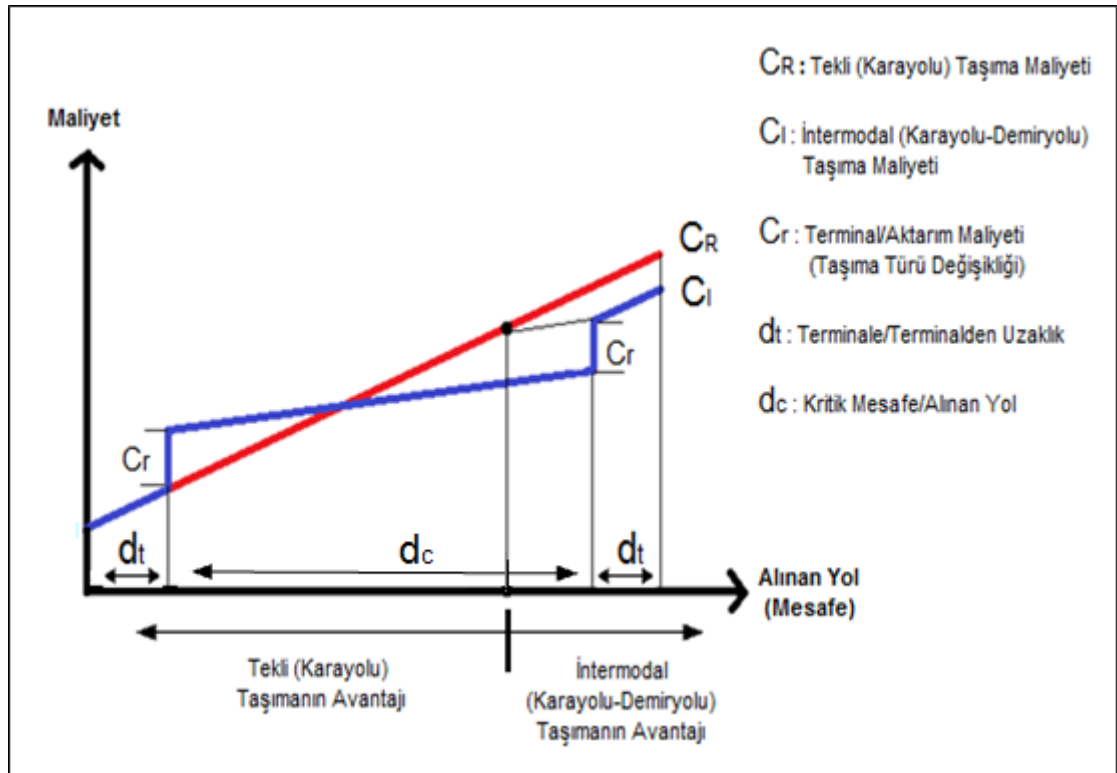 Maliyet
CR : Tekli (Karayolu) Taşıma Maliyeti
CI : İntermodal (Karayolu-Demiryolu)
Taşıma Maliyeti
Cr : Terminal/Aktarım Maliyeti
(Taşıma Türü Değişikliği)
dt : Terminale/Terminalden Uzaklık
dc : Kritik Mesafe/Alınan Yol
CR
CI
Cr
Cr
dt
dc
dt
Alınan Yol
(Mesafe)
Tekli (Karayolu)
Taşımanın Avantajı
İntermodal
(Karayolu-Demiryolu)
Taşımanın Avantajı